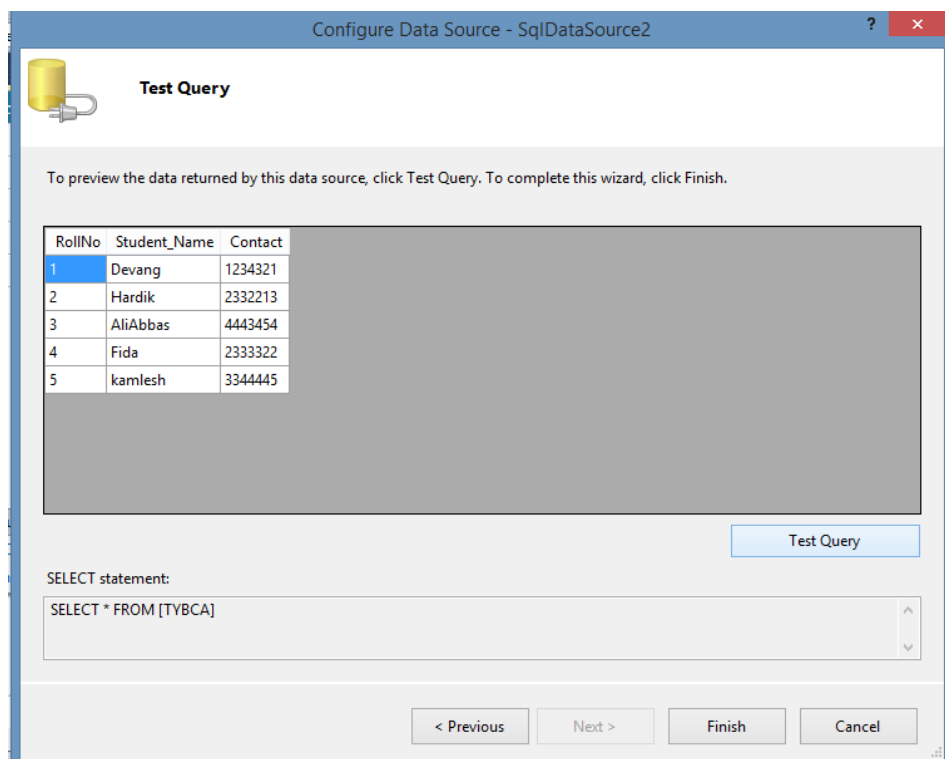 Configure Data Source - SqlDataSource2 ? ×
Test Query
To preview the data returned by this data source, click Test Query. To complete this wizard, click Finish.
RollNo Student_Name Contact
1 Devang 1234321
2 Hardik 2332213
3 AliAbbas 4443454
4 Fida 2333322
5 kamlesh 3344445
Test Query
SELECT statement:
SELECT * FROM [TYBCA]
< Previous Next > Finish Cancel